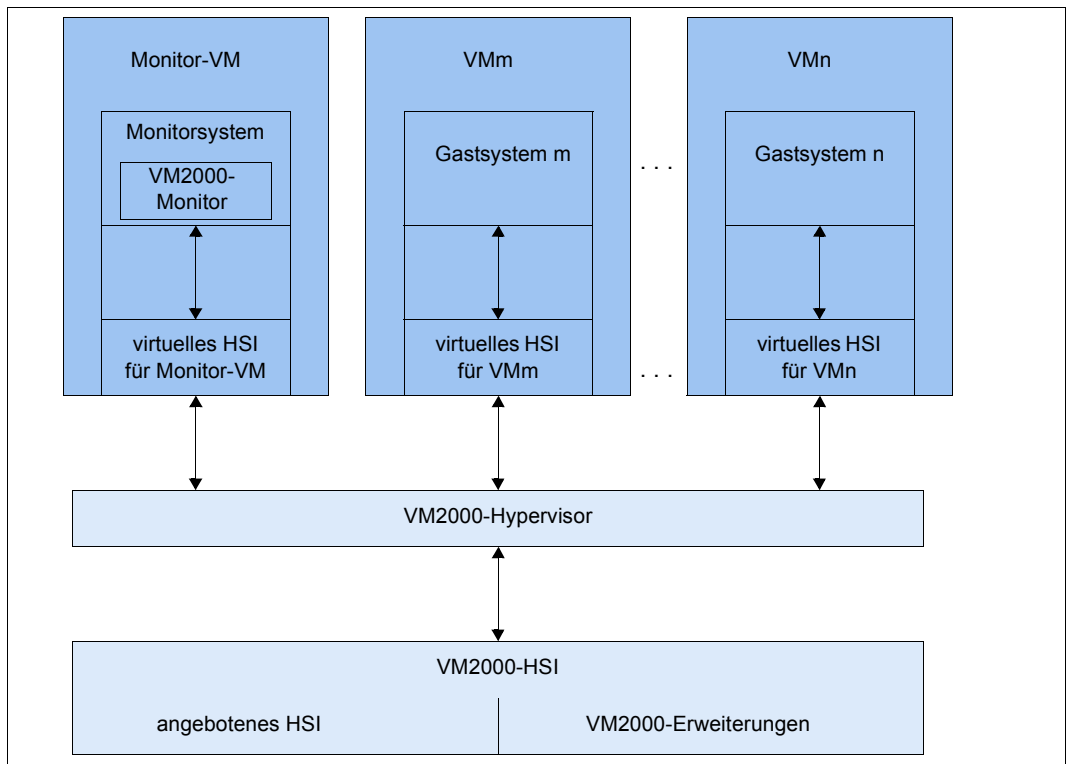 Monitor-VM
VMm
VMn
Monitorsystem
VM2000-
Monitor
Gastsystem m
. . .
Gastsystem n
virtuelles HSI
für Monitor-VM
virtuelles HSI
für VMm
. . .
virtuelles HSI
für VMn
VM2000-Hypervisor
VM2000-HSI
angebotenes HSI
VM2000-Erweiterungen